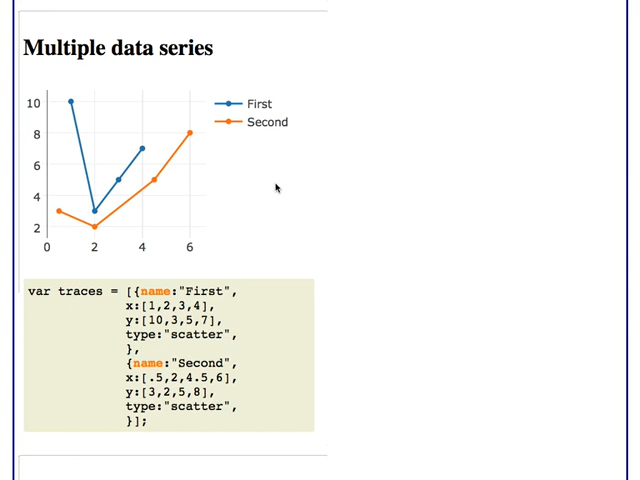 Multiple data series
10
8
6
4
2
0 2 4 6
First
Second
var traces = [{name:"First",
x:[1,2,3,4],
y:[10,3,5,7],
type:"scatter",
},
{name:"Second",
x:[.5,2,4.5,6],
y:[3,2,5,8],
type:"scatter",
}];